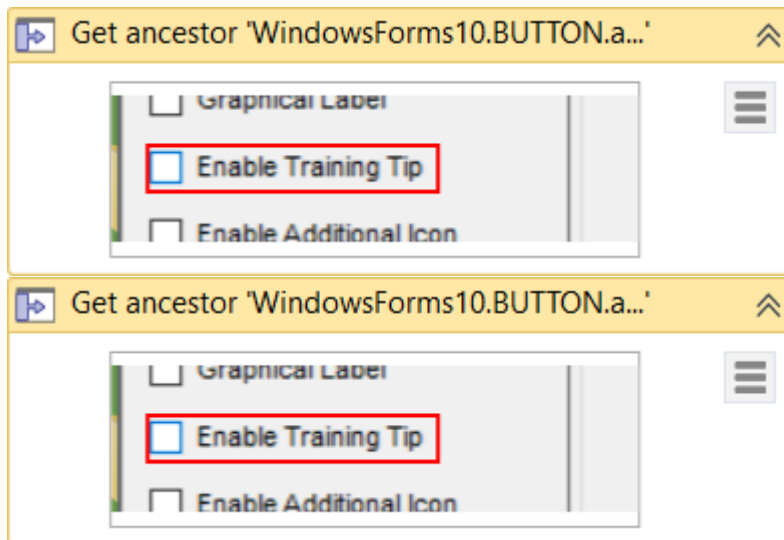 Get ancestor 'WindowsForms10.BUTTON.a...'
Graphical Label
Enable Training Tip
Enable Additional Icon
Get ancestor 'WindowsForms10.BUTTON.a...'
Graphical Label
Enable Training Tip
Enable Additional Icon